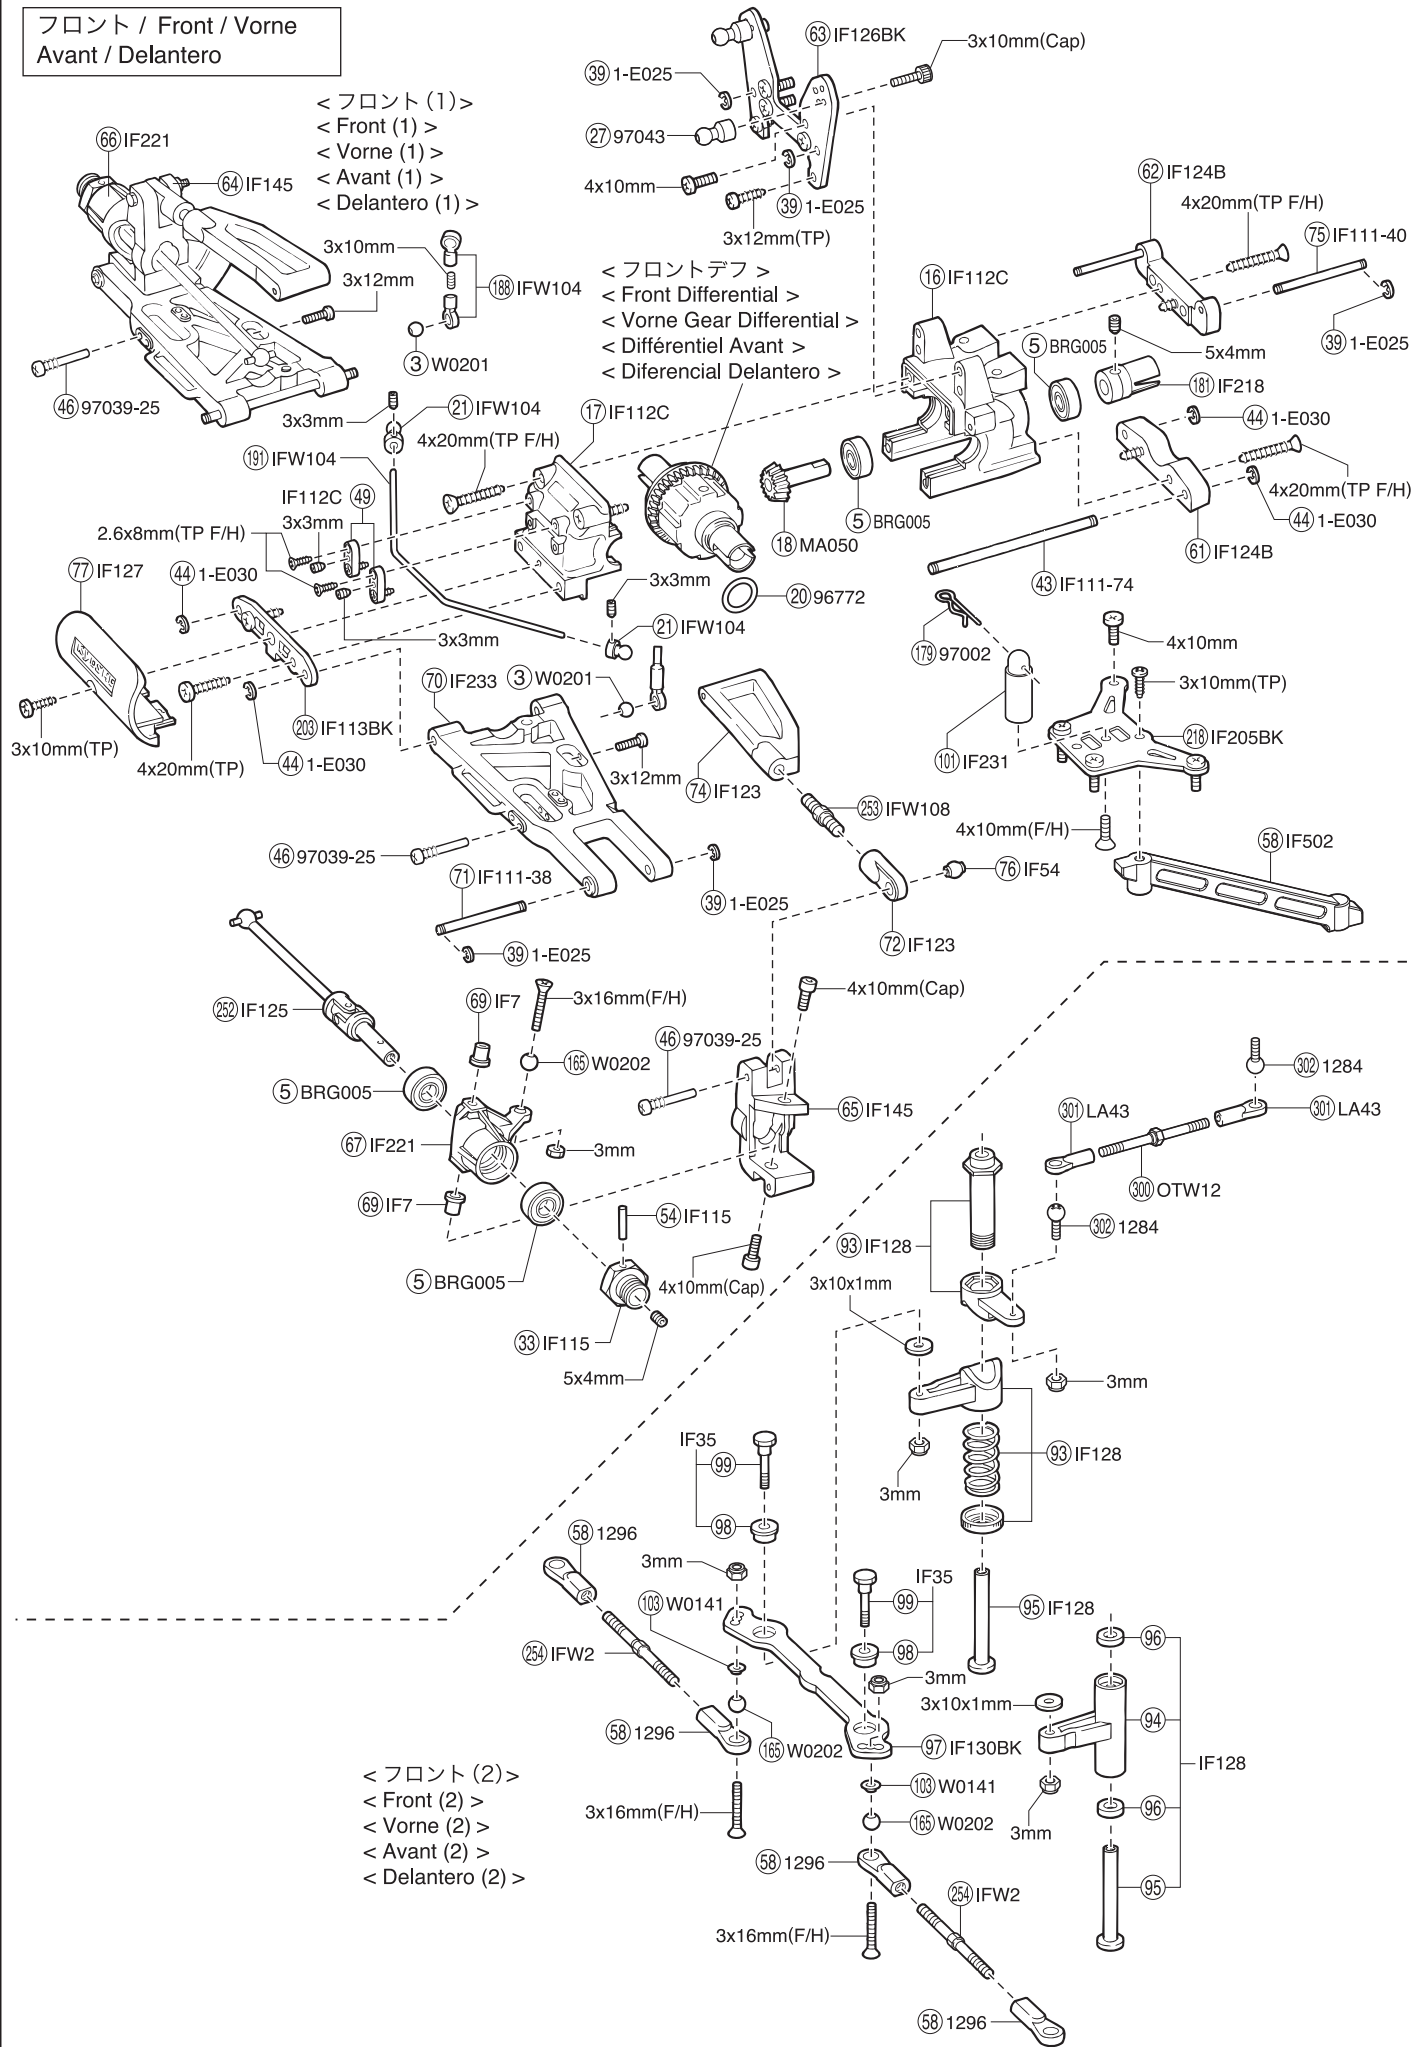 フロント / Front / Vorne
Avant / Delantero
< フロント (1) >
< Front (1) >
< Vorne (1) >
< Avant (1) >
< Delantero (1) >
66 IF221
64 IF145
3x10mm
3x12mm
188 IFW104
3 W0201
46 97039-25
63 IF126BK
3x10mm(Cap)
39 1-E025
27 97043
4x10mm
39 1-E025
3x12mm(TP)
62 IF124B
4x20mm(TP F/H)
75 IF111-40
39 1-E025
< フロントデフ >
< Front Differential >
< Vorne Gear Differential >
< Différentiel Avant >
< Diferencial Delantero >
16 IF112C
5 BRG005
5x4mm
181 IF218
44 1-E030
3x3mm
21 IFW104
17 IF112C
4x20mm(TP F/H)
191 IFW104
IF112C
49
3x3mm
2.6x8mm(TP F/H)
77 IF127
44 1-E030
3x3mm
18 MA050
5 BRG005
20 96772
4x20mm(TP F/H)
44 1-E030
61 IF124B
43 IF111-74
3x3mm
21 IFW104
179 97002
4x10mm
3x10mm(TP)
218 IF205BK
101 IF231
4x10mm(F/H)
58 IF502
3x10mm(TP)
4x20mm(TP)
203 IF113BK
44 1-E030
70 IF233
3 W0201
3x12mm
74 IF123
253 IFW108
76 IF54
72 IF123
46 97039-25
71 IF111-38
39 1-E025
39 1-E025
252 IF125
69 IF7
3x16mm(F/H)
165 W0202
5 BRG005
67 IF221
3mm
69 IF7
5 BRG005
54 IF115
33 IF115
5x4mm
46 97039-25
4x10mm(Cap)
65 IF145
4x10mm(Cap)
302 1284
301 LA43
301 LA43
300 OTW12
302 1284
93 IF128
3x10x1mm
3mm
93 IF128
3mm
IF35
99
98
58 1296
3mm
103 W0141
254 IFW2
58 1296
165 W0202
3x16mm(F/H)
IF35
99
98
3mm
97 IF130BK
103 W0141
165 W0202
58 1296
3x16mm(F/H)
254 IFW2
58 1296
95 IF128
96
3x10x1mm
94
IF128
96
3mm
95
< フロント (2) >
< Front (2) >
< Vorne (2) >
< Avant (2) >
< Delantero (2) >